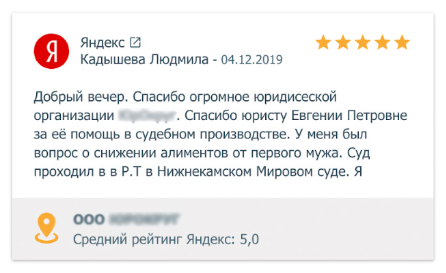 Я
Яндекс
Кадышева Людмила - 04.12.2019
Добрый вечер. Спасибо огромное юридисеской
организации . Спасибо юристу Евгении Петровне
за её помощь в судебном производстве. У меня был
вопрос о снижении алиментов от первого мужа. Суд
проходил в в Р.Т в Нижнекамском Мировом суде. Я
ООО
Средний рейтинг Яндекс: 5,0